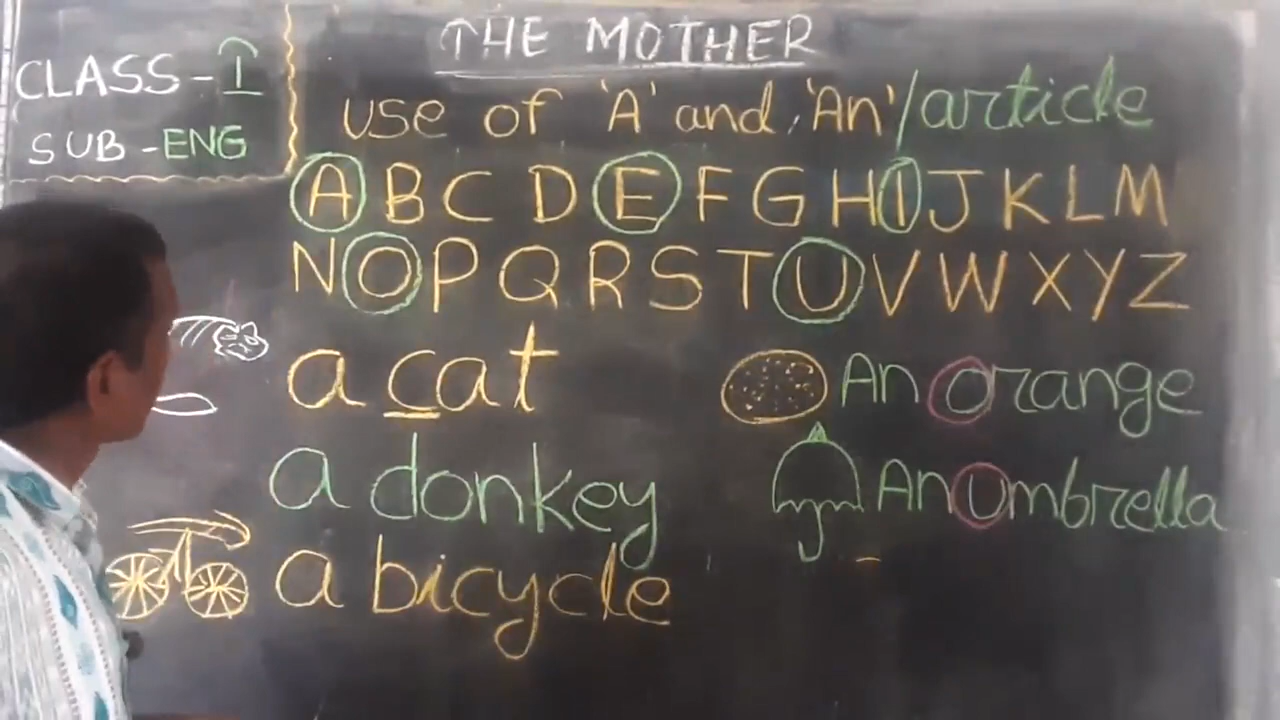 CLASS - I
SUB - ENG
THE MOTHER
use of 'A' and 'An' / article
A B C D E F G H I J K L M
N O P Q R S T U V W X Y Z
a cat
An orange
a donkey
An Umbrella
a bicycle